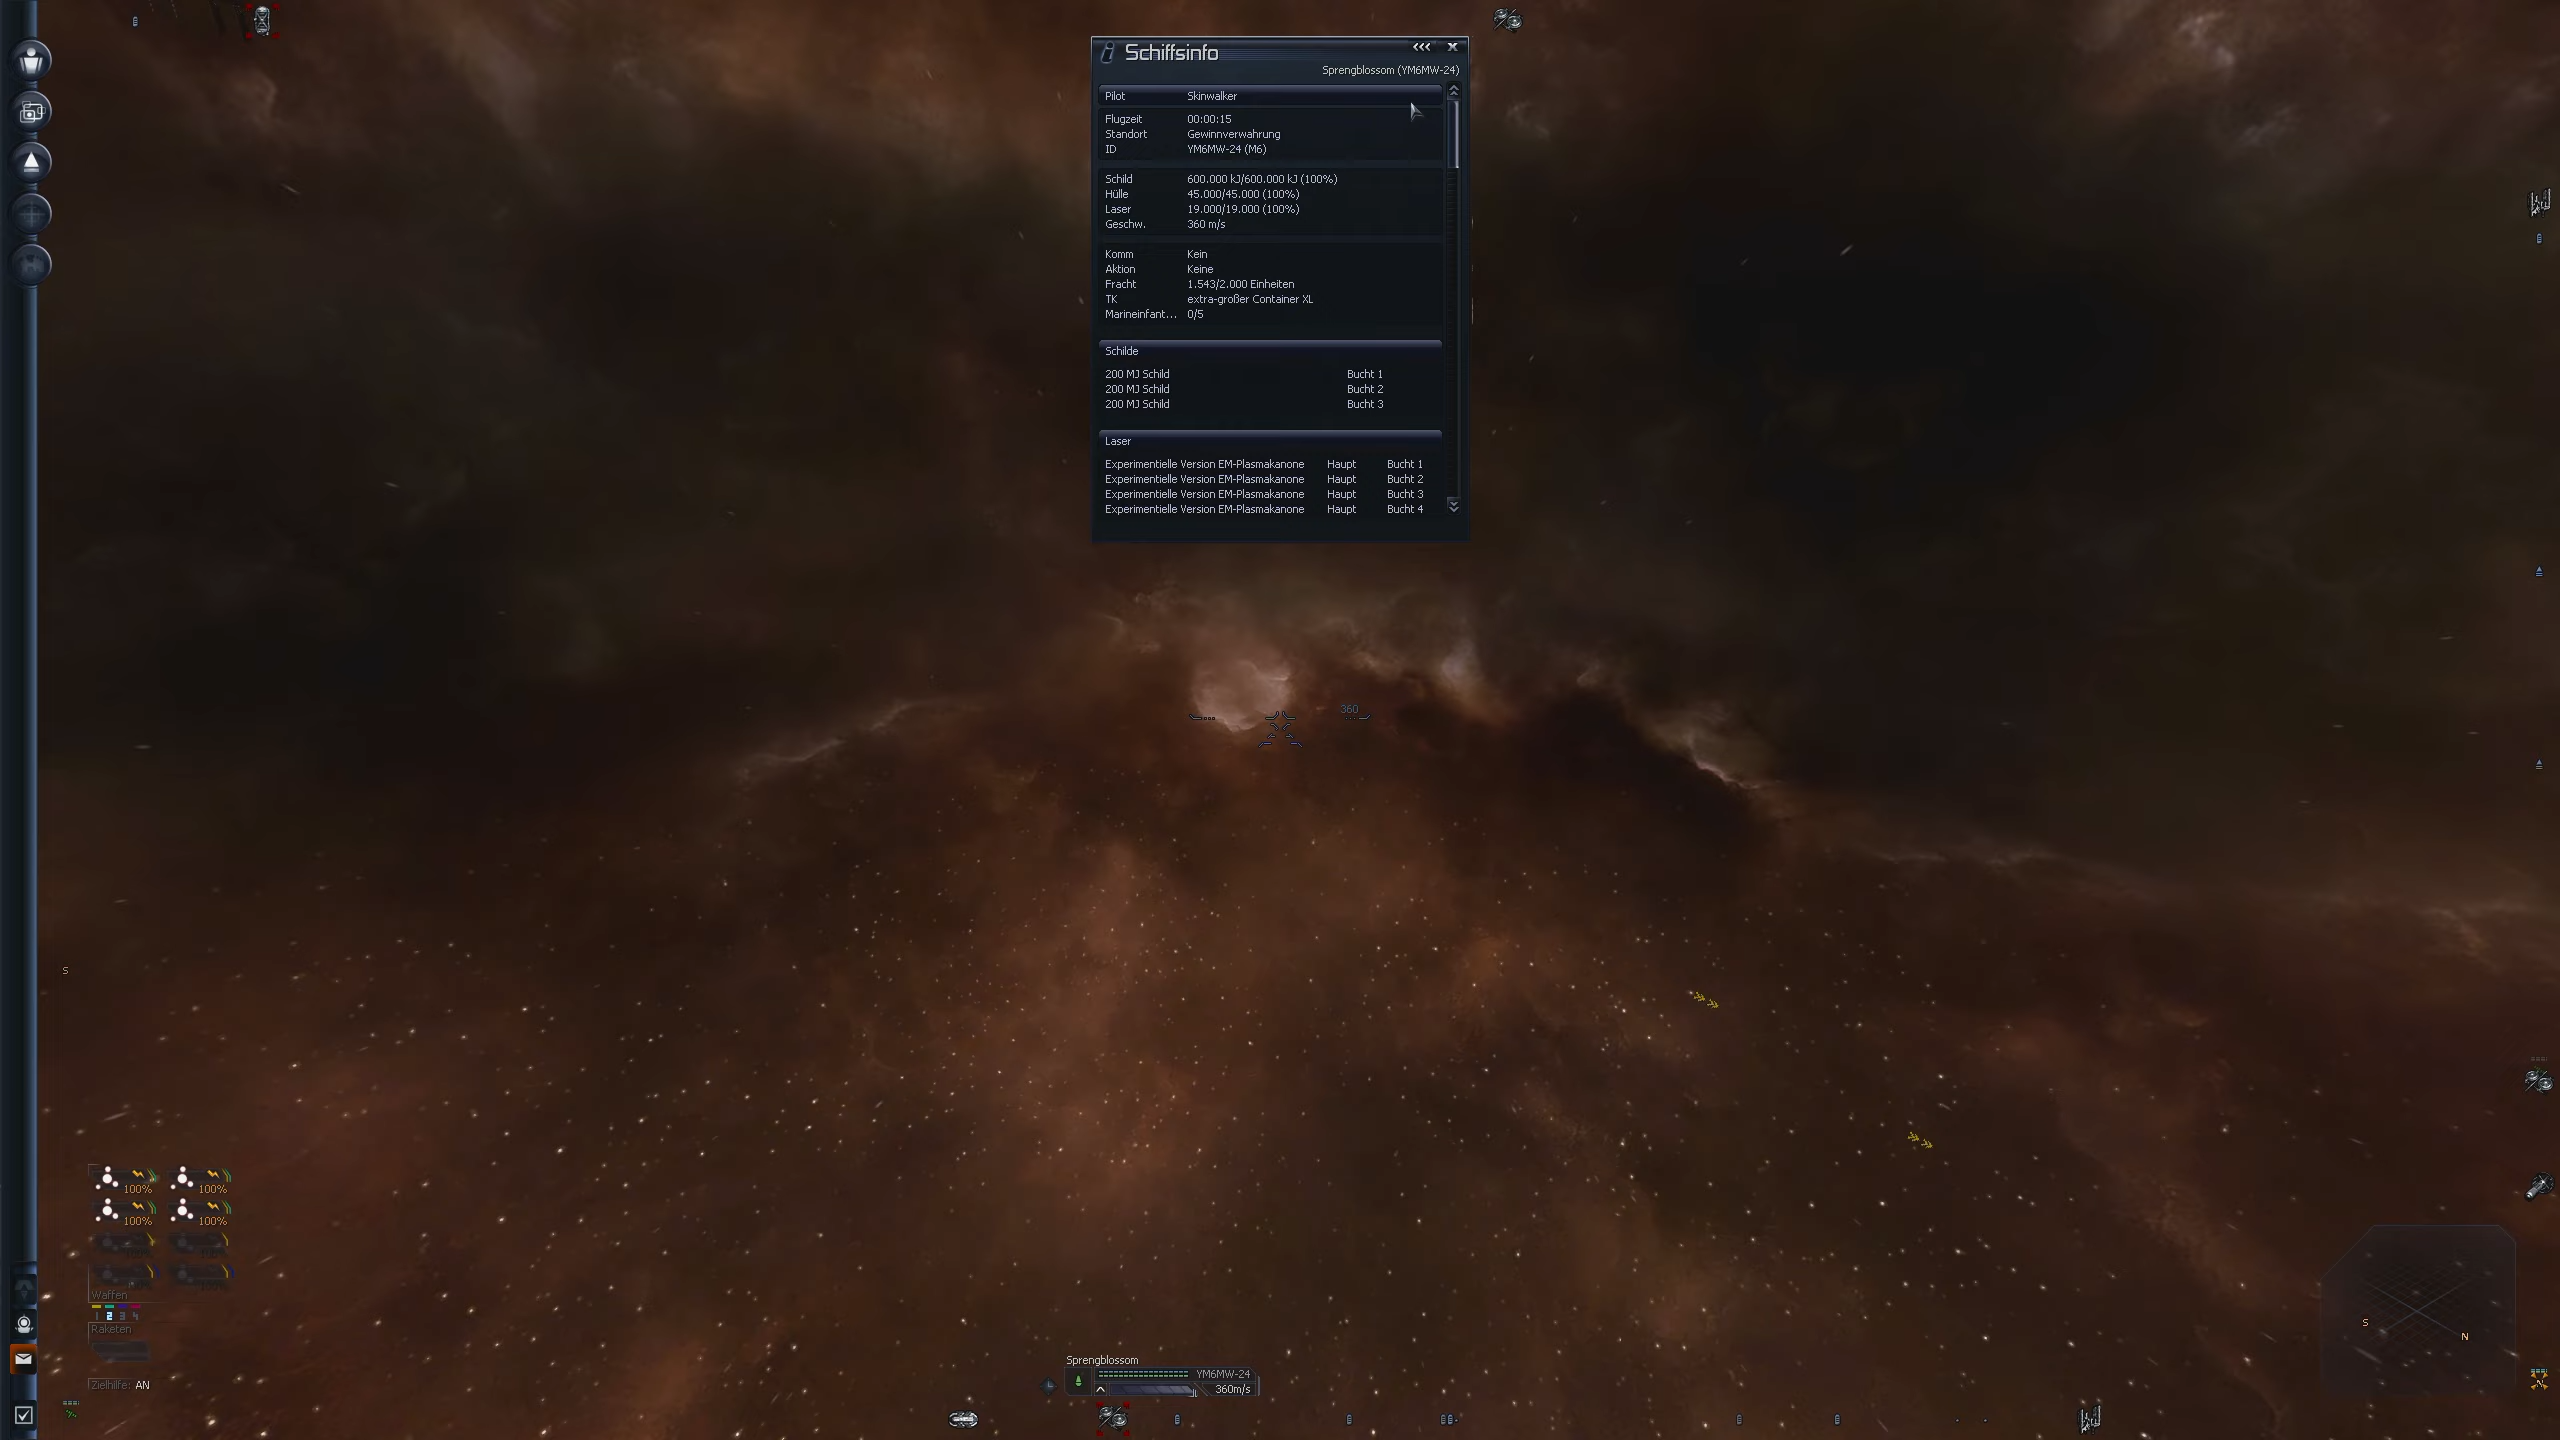 Schiffsinfo
Sprengblossom (YM6MW-24)
Pilot Skinwalker
Flugzeit 00:00:15
Standort Gewinnverwahrung
ID YM6MW-24 (M6)
Schild 600.000 kJ/600.000 kJ (100%)
Hülle 45.000/45.000 (100%)
Laser 19.000/19.000 (100%)
Geschw. 360 m/s
Komm Kein
Aktion Keine
Fracht 1.543/2.000 Einheiten
TK extra-großer Container XL
Marineinfant... 0/5
Schilde
200 MJ Schild Bucht 1
200 MJ Schild Bucht 2
200 MJ Schild Bucht 3
Laser
Experimentielle Version EM-Plasmakanone Haupt Bucht 1
Experimentielle Version EM-Plasmakanone Haupt Bucht 2
Experimentielle Version EM-Plasmakanone Haupt Bucht 3
Experimentielle Version EM-Plasmakanone Haupt Bucht 4
360
S
100% 100%
100% 100%
Waffen
1 2 3 4
Raketen
Zielhilfe: AN
Sprengblossom
YM6MW-24
360m/s
S
N
N